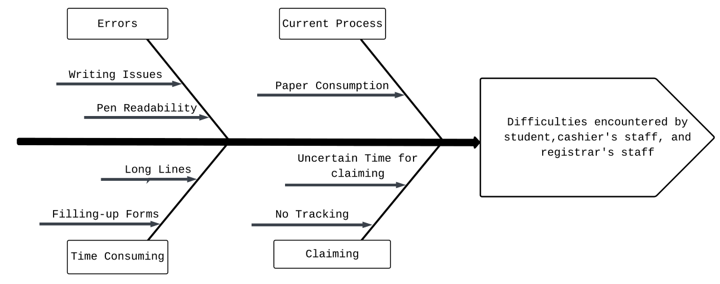 Errors
Current Process
Writing Issues
Pen Readability
Paper Consumption
Difficulties encountered by
student,cashier's staff, and
registrar's staff
Long Lines
Filling-up Forms
Uncertain Time for
claiming
No Tracking
Time Consuming
Claiming